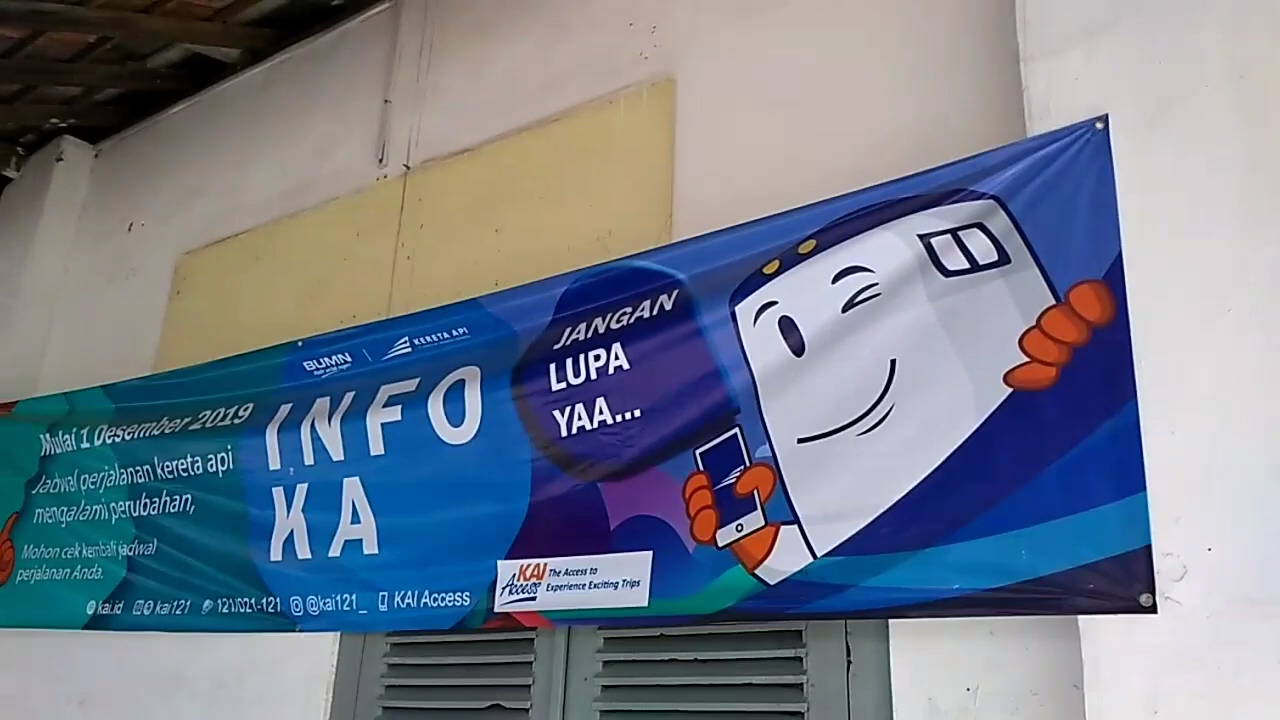 Mulai 1 Desember 2019
Jadwal perjalanan kereta api
mengalami perubahan,
Mohon cek kembali jadwal
perjalanan Anda.
BUMN
KERETA API
INFO
KA
JANGAN
LUPA
YAA...
kai.id kai121 121/021-121 @kai121_ KAI Access
KAI
Access
The Access to
Experience Exciting Trips